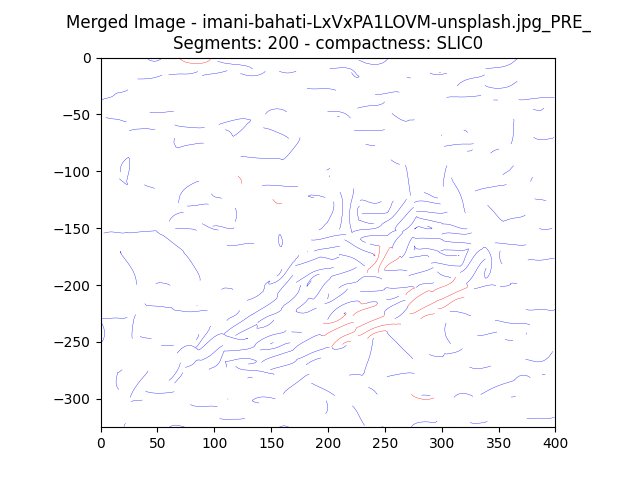 Merged Image - imani-bahati-LxVxPA1LOVM-unsplash.jpg_PRE_
Segments: 200 - compactness: SLIC0
0
−50
−100
−150
−200
−250
−300
0 50 100 150 200 250 300 350 400